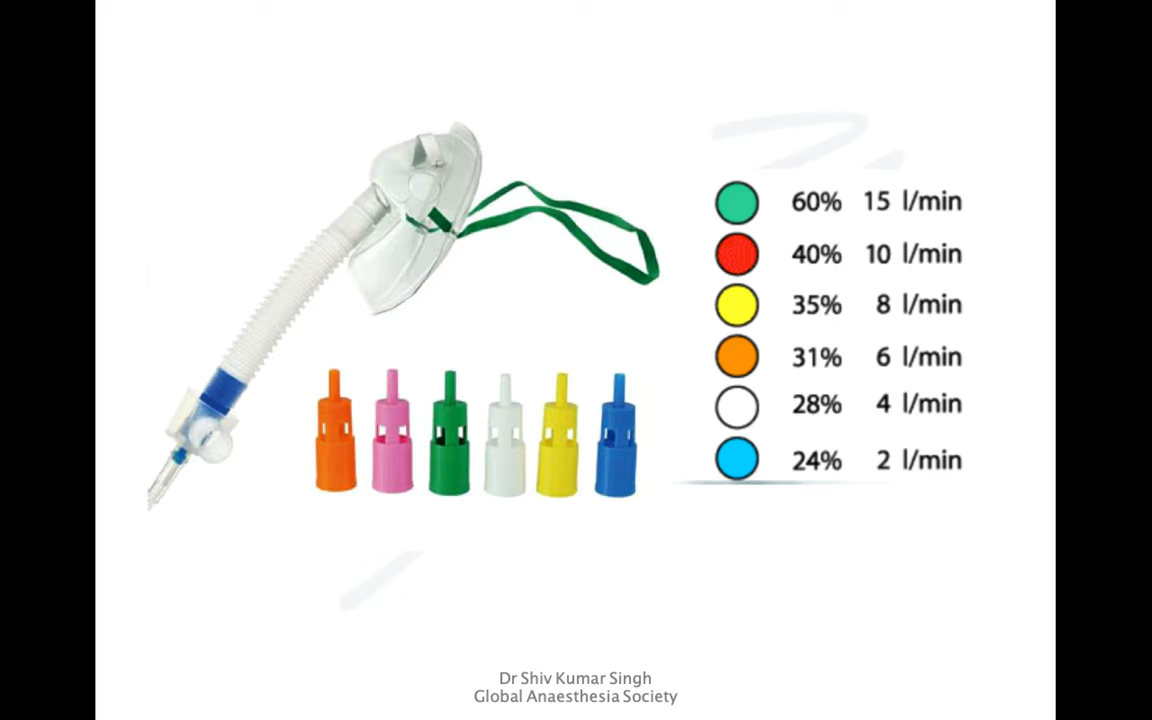 60% 15 l/min
40% 10 l/min
35% 8 l/min
31% 6 l/min
28% 4 l/min
24% 2 l/min
Dr Shiv Kumar Singh
Global Anaesthesia Society